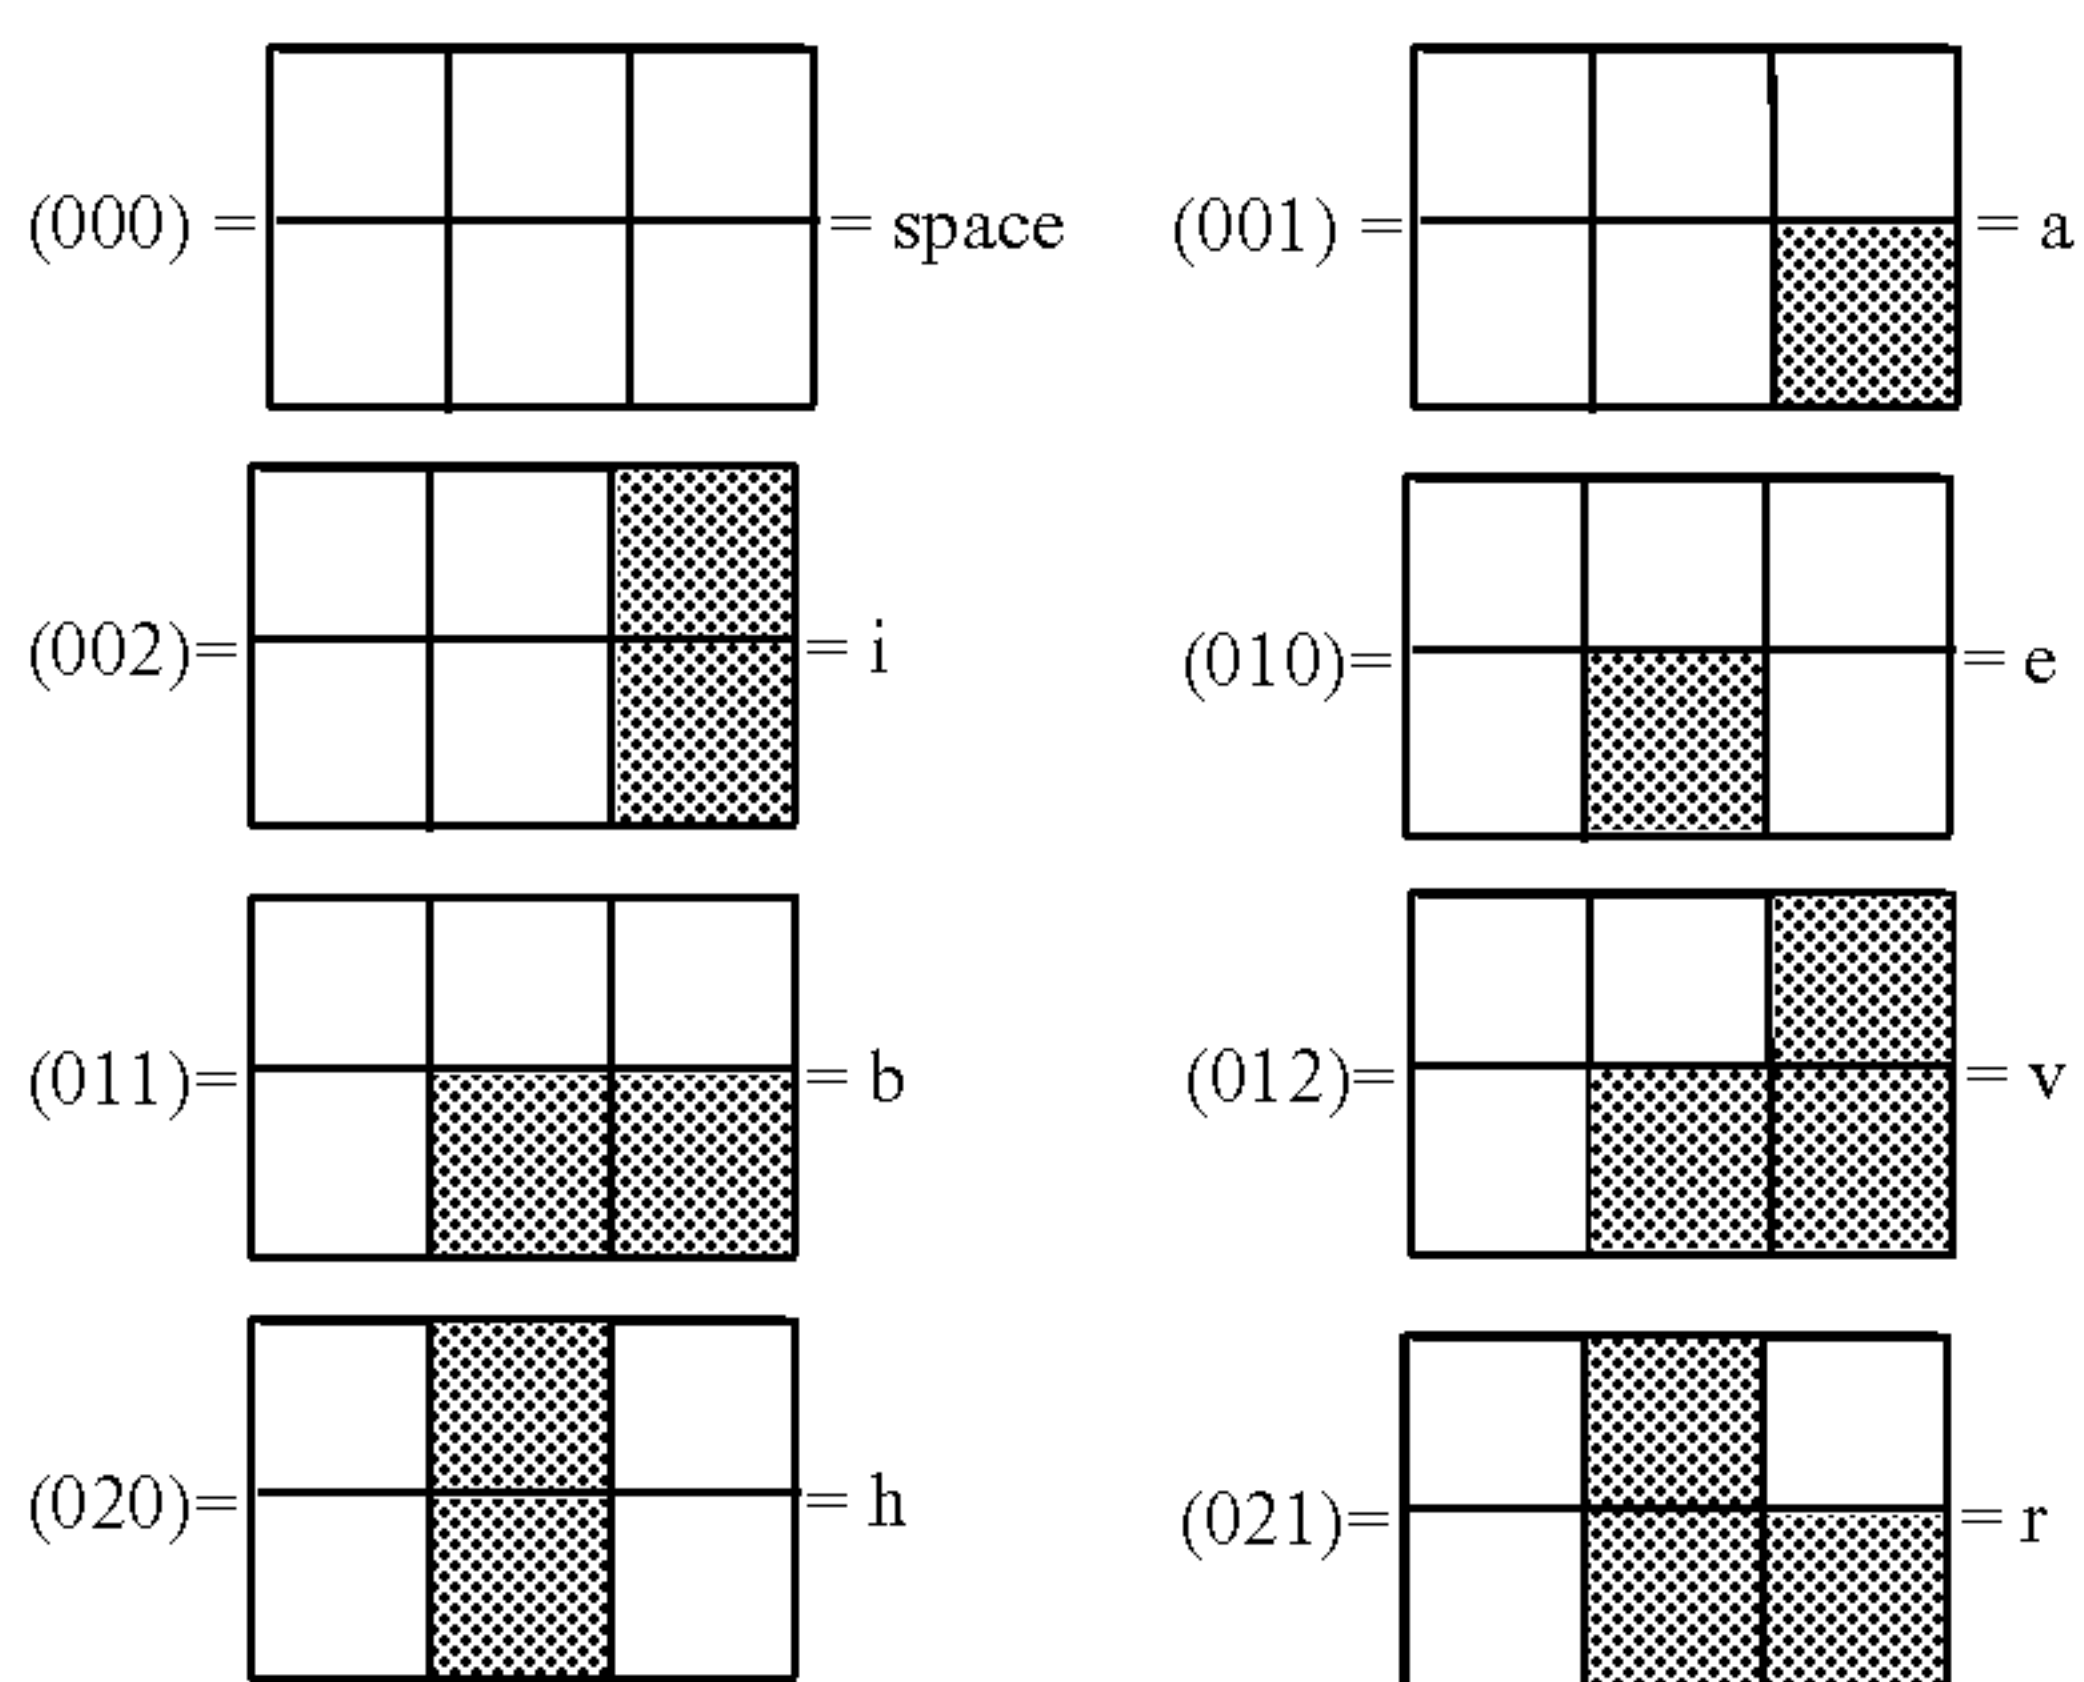 (000) = = space (001) = = a
(002)= = i (010)= = e
(011)= = b (012)= = v
(020)= = h (021)= = r